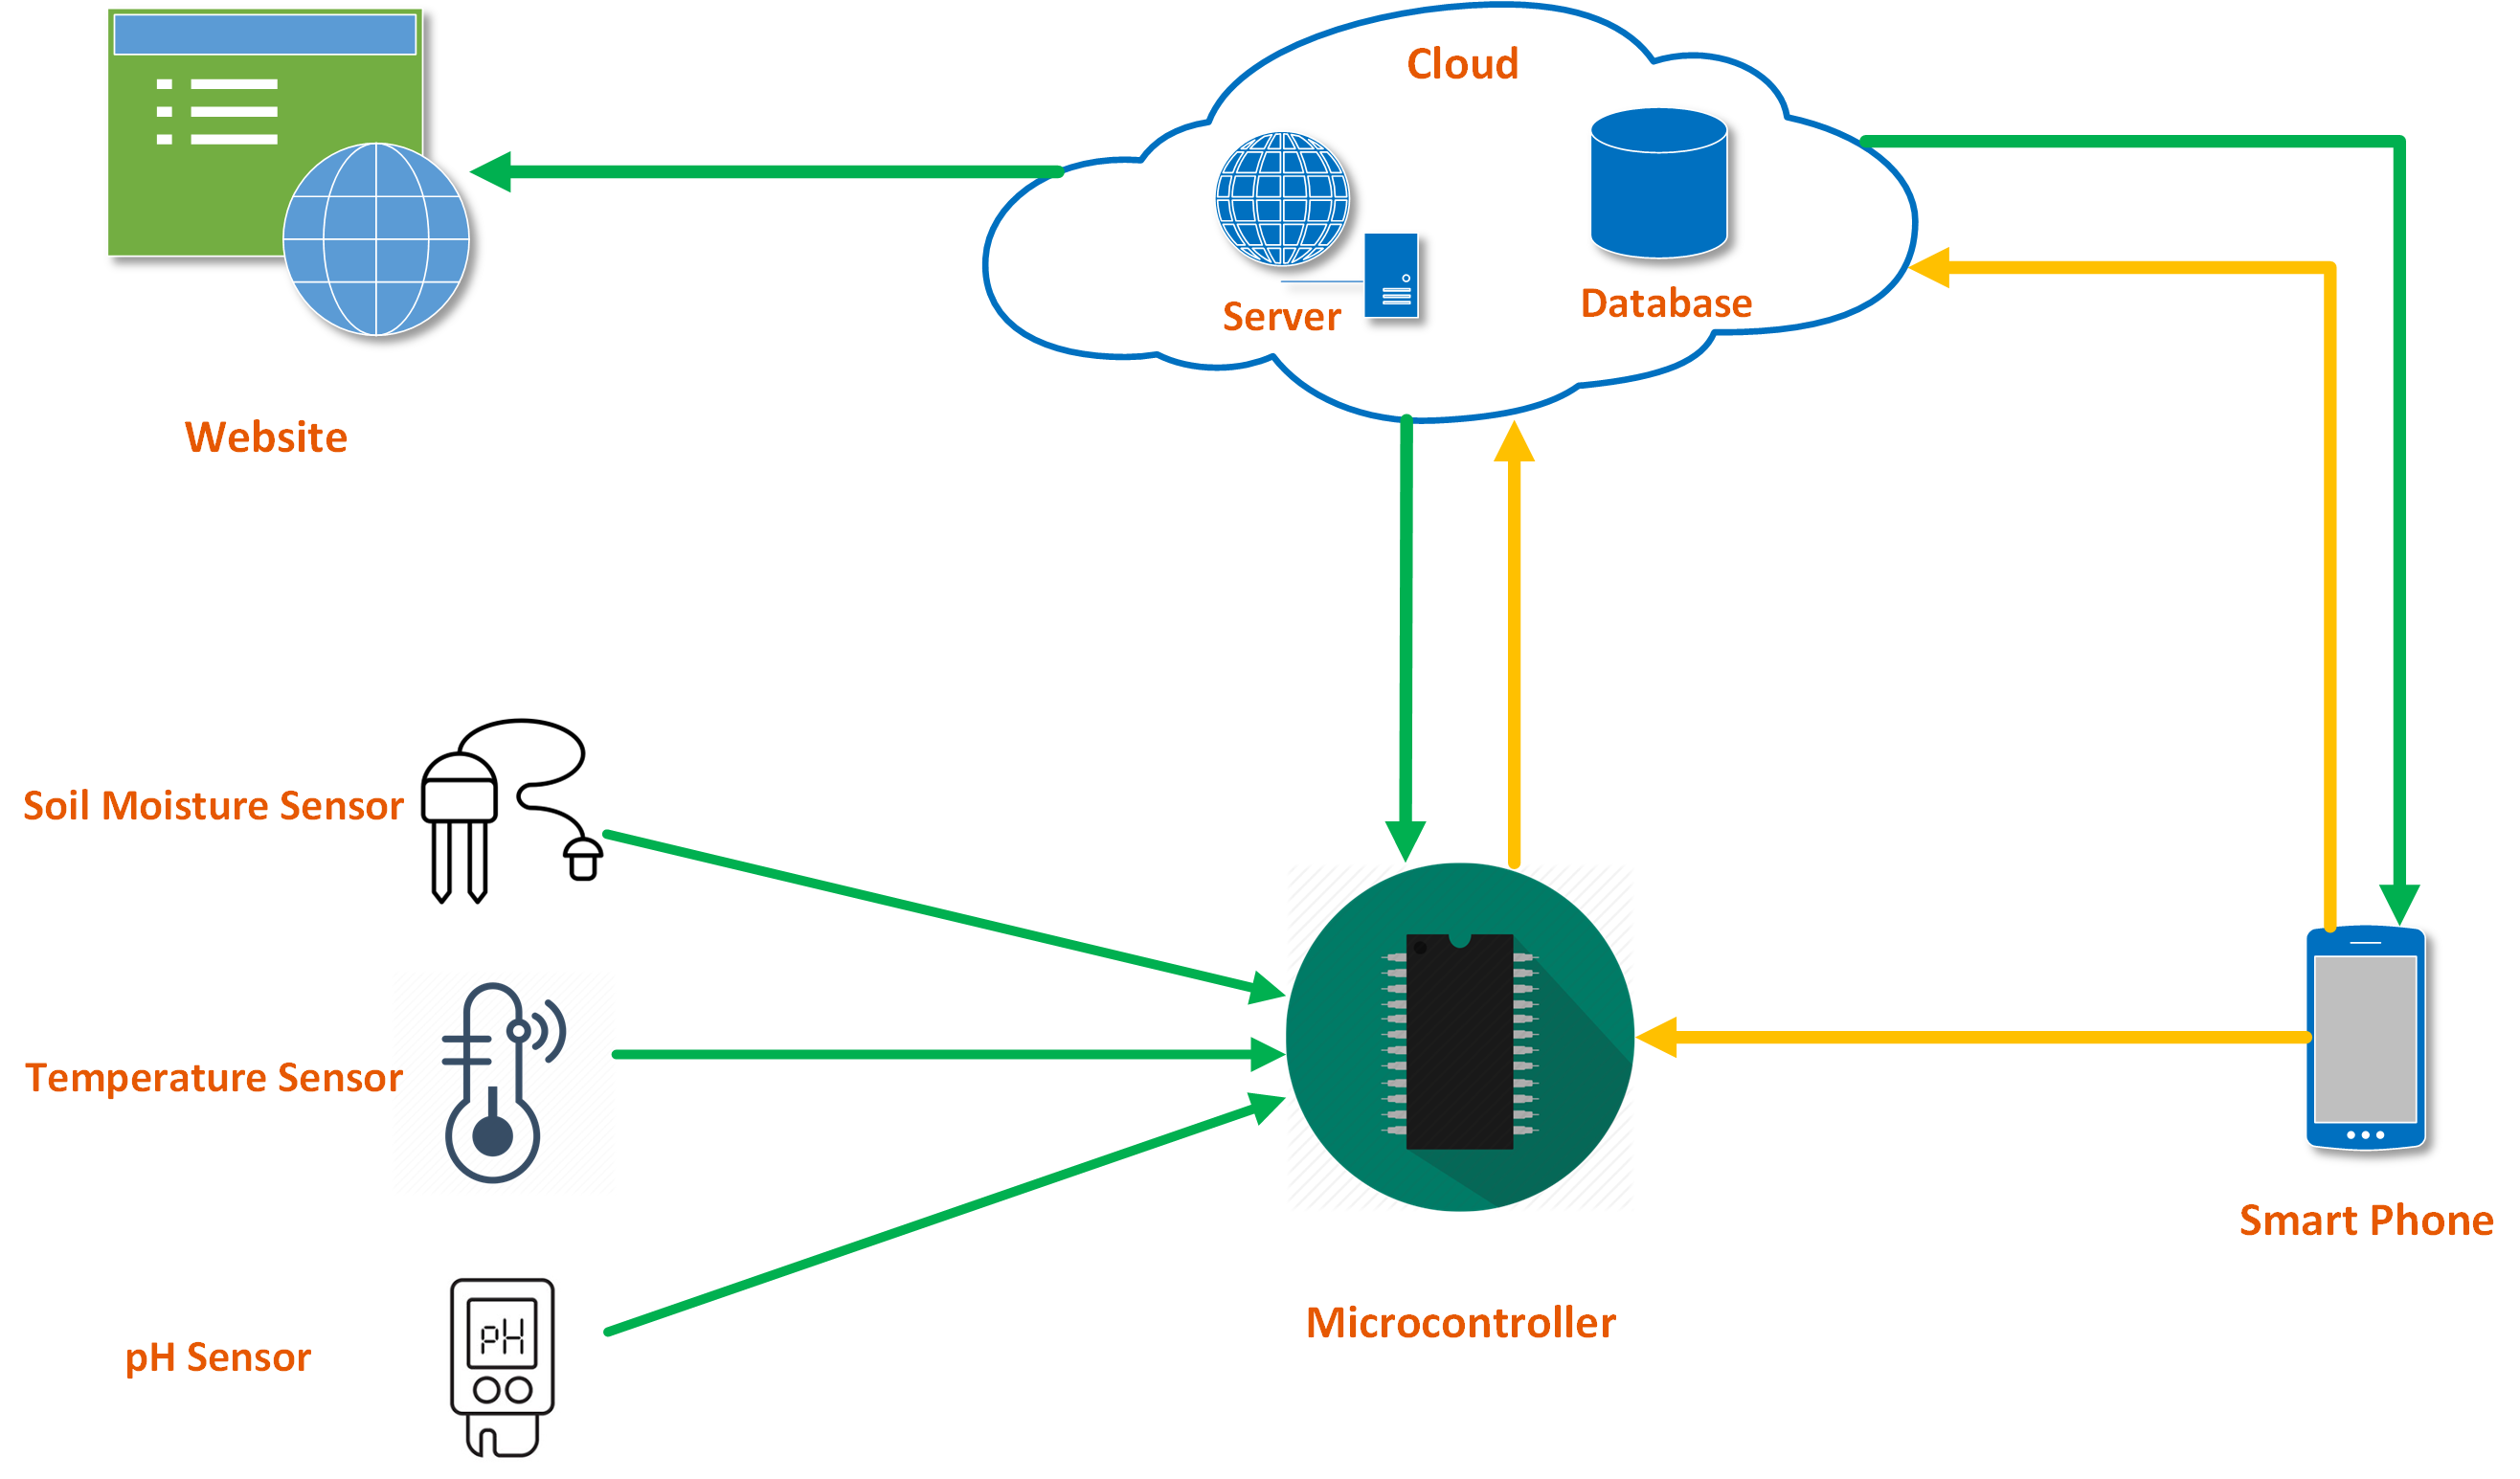 Cloud
Server
Database
Website
Soil Moisture Sensor
Temperature Sensor
pH Sensor
pH
Microcontroller
Smart Phone